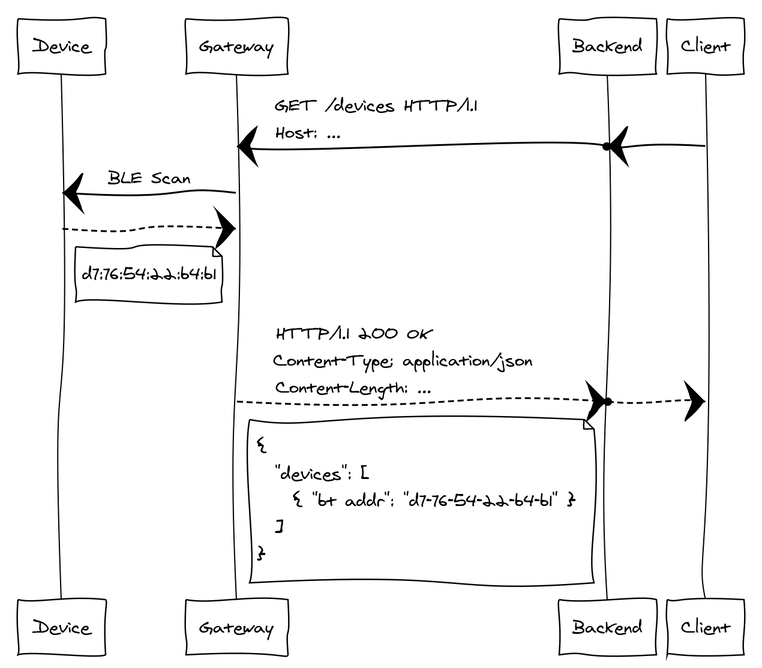 Device
Gateway
Backend
Client
GET /devices HTTP/1.1
Host: ...
BLE Scan
d7:76:54:22:b4:b1
HTTP/1.1 200 OK
Content-Type: application/json
Content-Length: ...
{
"devices": [
{ "bt addr": "d7-76-54-22-b4-b1" }
]
}
Device
Gateway
Backend
Client